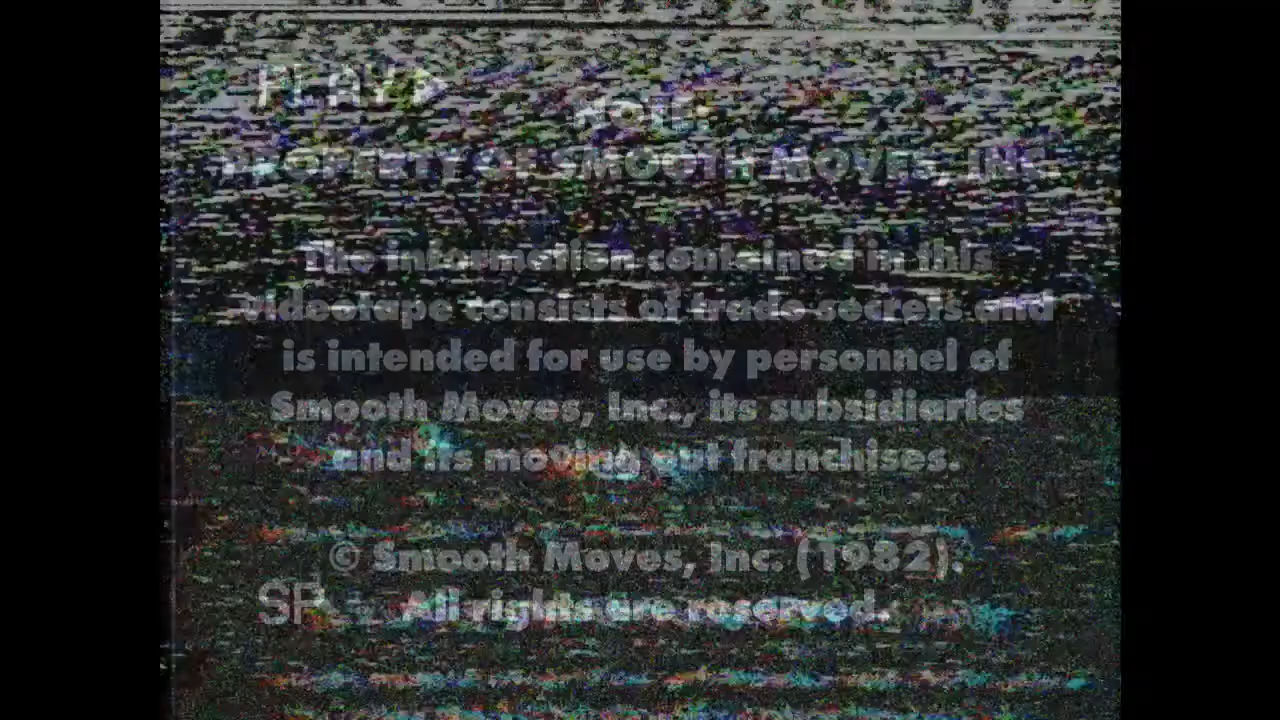 PLAY
NOTE:
PROPERTY OF SMOOTH MOVES, INC.
The information contained in this
videotape consists of trade secrets and
is intended for use by personnel of
Smooth Moves, Inc., its subsidiaries
and its moving out franchises.
© Smooth Moves, Inc. (1982).
SP
All rights are reserved.